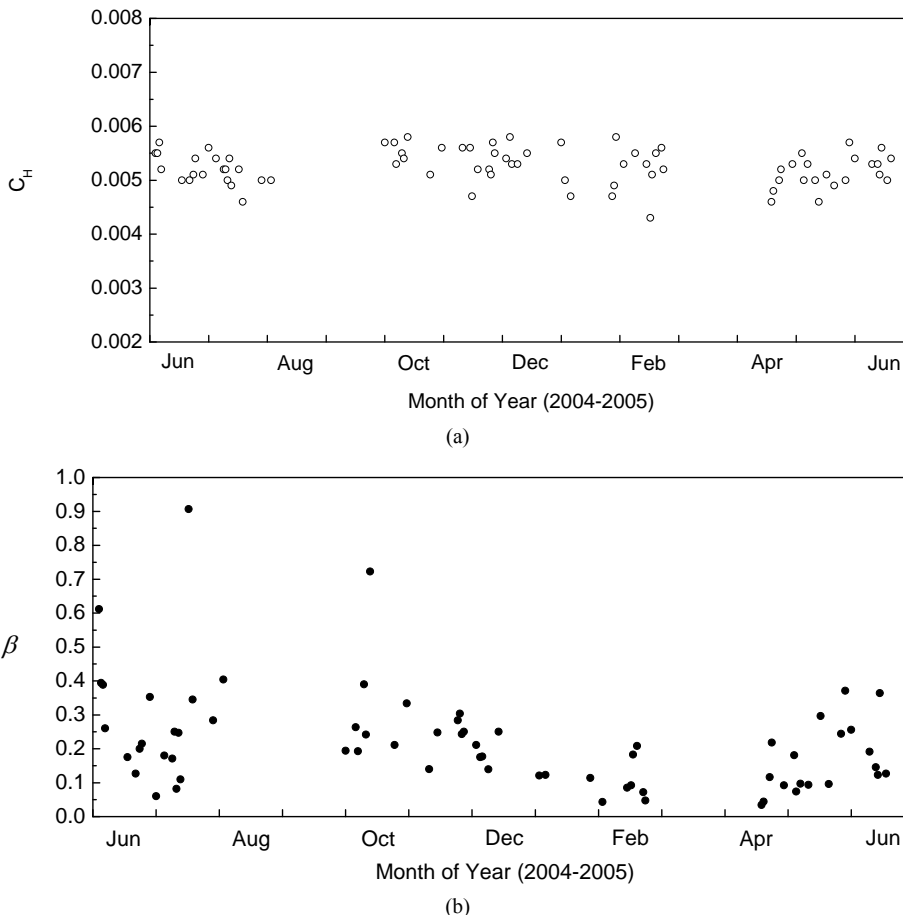 0.008
0.007
0.006
0.005
0.004
0.003
0.002
C_H
Jun Aug Oct Dec Feb Apr Jun
Month of Year (2004-2005)
(a)
1.0
0.9
0.8
0.7
0.6
0.5
0.4
0.3
0.2
0.1
0.0
β
Jun Aug Oct Dec Feb Apr Jun
Month of Year (2004-2005)
(b)